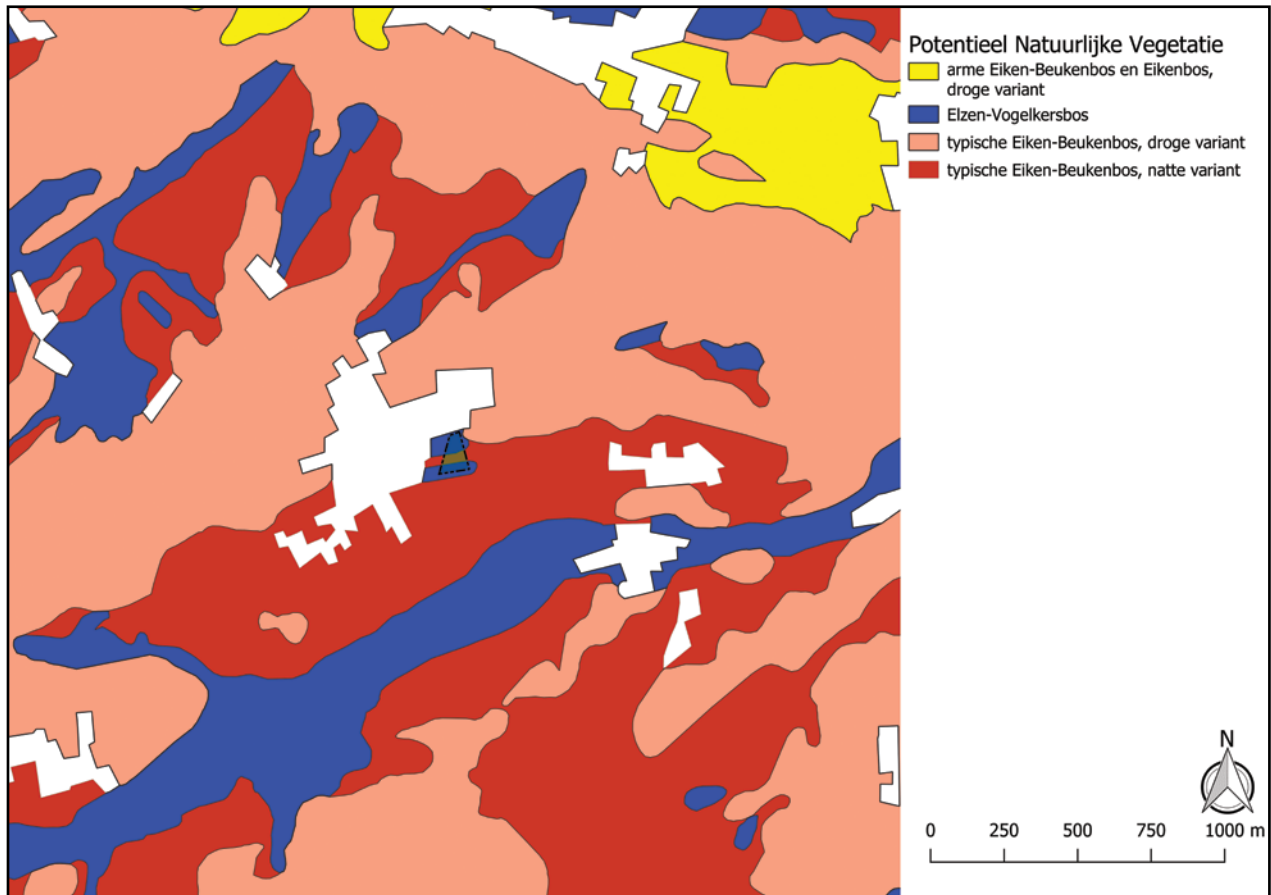 Potentieel Natuurlijke Vegetatie
arme Eiken-Beukenbos en Eikenbos,
droge variant
Elzen-Vogelkersbos
typische Eiken-Beukenbos, droge variant
typische Eiken-Beukenbos, natte variant
N
0 250 500 750 1000 m